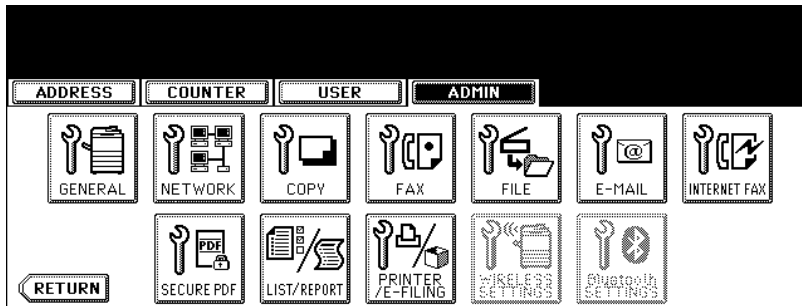 ADDRESS COUNTER USER ADMIN
GENERAL NETWORK COPY FAX FILE E-MAIL INTERNET FAX
@
PDF
SECURE PDF LIST/REPORT PRINTER
/E-FILING WIRELESS
SETTINGS Bluetooth
SETTINGS
RETURN